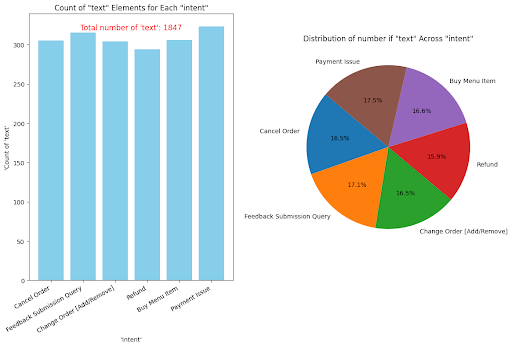 Count of "text" Elements for Each "intent"
Total number of 'text': 1847
300
250
200
150
100
50
0
'Count of 'text'
Cancel Order
Feedback Submission Query
Change Order [Add/Remove]
Refund
Buy Menu Item
Payment Issue
'Intent'
Distribution of number if "text" Across "intent"
Payment Issue
17.5%
Buy Menu Item
16.6%
Cancel Order
16.5%
Refund
15.9%
Feedback Submission Query
17.1%
Change Order [Add/Remove]
16.5%